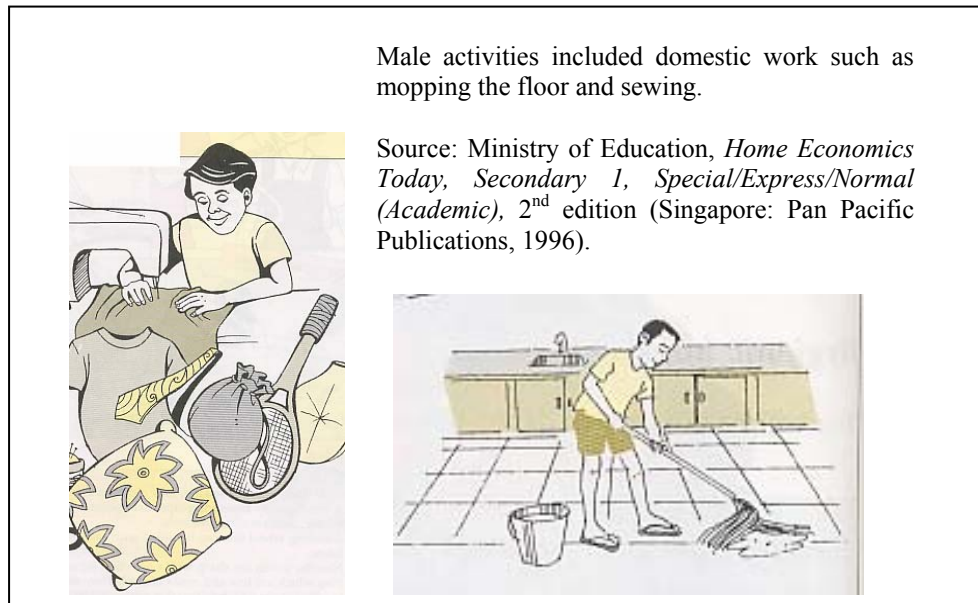 Male activities included domestic work such as
mopping the floor and sewing.
Source: Ministry of Education, Home Economics
Today, Secondary 1, Special/Express/Normal
(Academic), 2nd edition (Singapore: Pan Pacific
Publications, 1996).